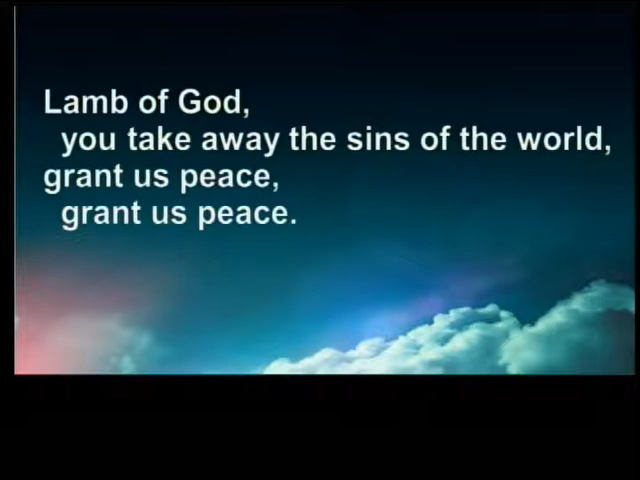 Lamb of God,
you take away the sins of the world,
grant us peace,
grant us peace.